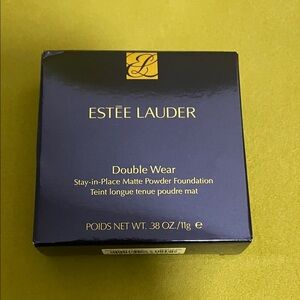 ESTĒE LAUDER
Double Wear
Stay-in-Place Matte Powder Foundation
Teint longue tenue poudre mat
POIDS NET WT. .38 OZ./11g ℮